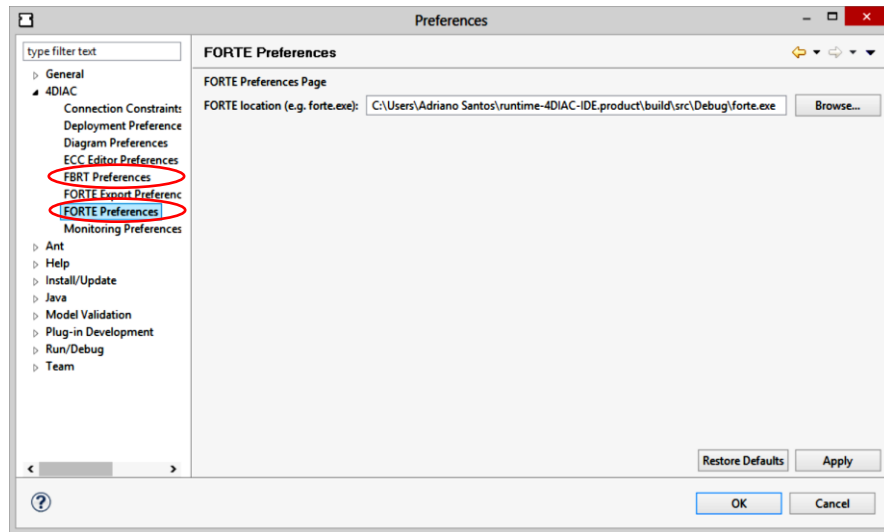 Preferences
type filter text
General
4DIAC
Connection Constraints
Deployment Preference
Diagram Preferences
ECC Editor Preferences
FBRT Preferences
FORTE Export Preferenc
FORTE Preferences
Monitoring Preferences
Ant
Help
Install/Update
Java
Model Validation
Plug-in Development
Run/Debug
Team
FORTE Preferences
FORTE Preferences Page
FORTE location (e.g. forte.exe): C:\Users\Adriano Santos\runtime-4DIAC-IDE.product\build\src\Debug\forte.exe Browse...
Restore Defaults Apply
OK Cancel